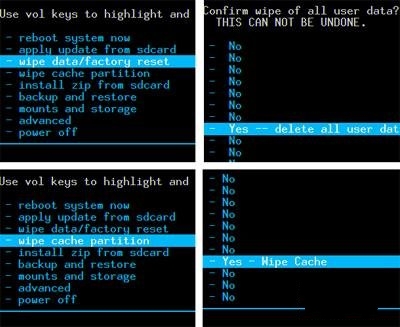 Use vol keys to highlight and
- reboot system now
- apply update from sdcard
- wipe data/factory reset
- wipe cache partition
- install zip from sdcard
- backup and restore
- mounts and storage
- advanced
- power off
Confirm wipe of all user data?
THIS CAN NOT BE UNDONE.
- No
- No
- No
- No
- No
- No
- No
- Yes -- delete all user dat
- No
- No
Use vol keys to highlight and
- reboot system now
- apply update from sdcard
- wipe data/factory reset
- wipe cache partition
- install zip from sdcard
- backup and restore
- mounts and storage
- advanced
- power off
- No
- No
- No
- No
- No
- No
- No
- Yes - Wipe Cache
- No
- No
- No